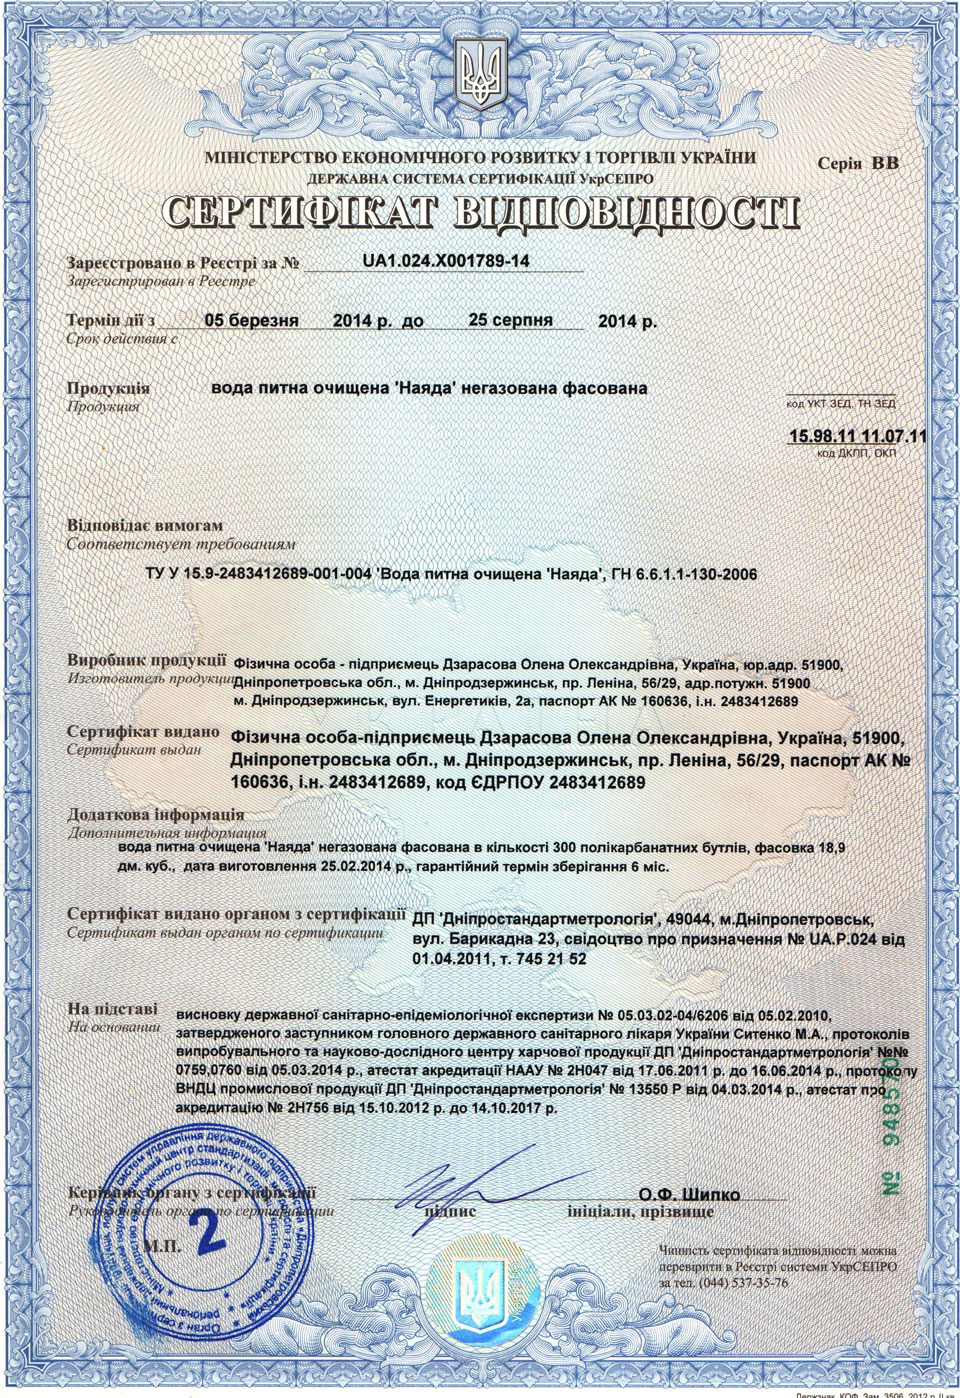 МІНІСТЕРСТВО ЕКОНОМІЧНОГО РОЗВИТКУ І ТОРГІВЛІ УКРАЇНИ
Серія ВВ
ДЕРЖАВНА СИСТЕМА СЕРТИФІКАЦІЇ УкрСЕПРО
СЕРТИФІКАТ ВІДПОВІДНОСТІ
Зареєстровано в Реєстрі за № UA1.024.X001789-14
Зарегистрирован в Реестре
Термін дії з 05 березня 2014 р. до 25 серпня 2014 р.
Срок действия с
Продукція вода питна очищена 'Наяда' негазована фасована
Продукция
код УКТ ЗЕД, ТН ЗЕД
15.98.11 11.07.11
код ДКПП, ОКП
Відповідає вимогам
Соответствует требованиям
ТУ У 15.9-2483412689-001-004 'Вода питна очищена 'Наяда', ГН 6.6.1.1-130-2006
Виробник продукції Фізична особа - підприємець Дзарасова Олена Олександрівна, Україна, юр.адр. 51900,
Изготовитель продукции Дніпропетровська обл., м. Дніпродзержинськ, пр. Леніна, 56/29, адр.потужн. 51900
м. Дніпродзержинськ, вул. Енергетиків, 2а, паспорт АК № 160636, і.н. 2483412689
Сертифікат видано Фізична особа-підприємець Дзарасова Олена Олександрівна, Україна, 51900,
Сертификат выдан Дніпропетровська обл., м. Дніпродзержинськ, пр. Леніна, 56/29, паспорт АК №
160636, і.н. 2483412689, код ЄДРПОУ 2483412689
Додаткова інформація
Дополнительная информация
вода питна очищена 'Наяда' негазована фасована в кількості 300 полікарбанатних бутлів, фасовка 18,9
дм. куб., дата виготовлення 25.02.2014 р., гарантійний термін зберігання 6 міс.
Сертифікат видано органом з сертифікації ДП 'Дніпростандартметрологія', 49044, м.Дніпропетровськ,
Сертификат выдан органом по сертификации вул. Барикадна 23, свідоцтво про призначення № UA.P.024 від
01.04.2011, т. 745 21 52
На підставі висновку державної санітарно-епідеміологічної експертизи № 05.03.02-04/6206 від 05.02.2010,
На основании затвердженого заступником головного державного санітарного лікаря України Ситенко М.А., протоколів
випробувального та науково-дослідного центру харчової продукції ДП 'Дніпростандартметрологія' №№
0759,0760 від 05.03.2014 р., атестат акредитації НААУ № 2Н047 від 17.06.2011 р. до 16.06.2014 р., протоколу
ВНДЦ промислової продукції ДП 'Дніпростандартметрологія' № 13550 Р від 04.03.2014 р., атестат про
акредитацію № 2Н756 від 15.10.2012 р. до 14.10.2017 р.
Керівник органу з сертифікації О.Ф. Шипко
Руководитель органа по сертификации підпис ініціали, прізвище
М.П.
2
Чинність сертифіката відповідності можна
перевірити в Реєстрі системи УкрСЕПРО
за тел. (044) 537-35-76